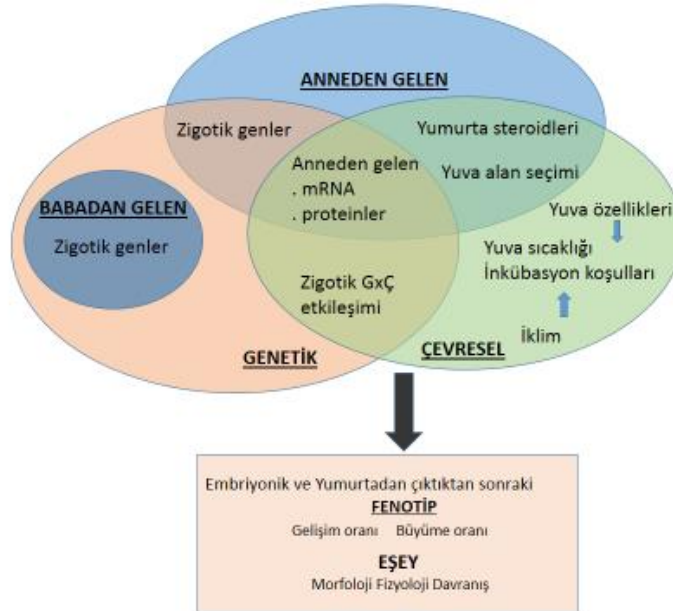 ANNEDEN GELEN
Zigotik genler
Yumurta steroidleri
Anneden gelen
. mRNA
. proteinler
Yuva alan seçimi
BABADAN GELEN
Zigotik genler
Yuva özellikleri
Yuva sıcaklığı
İnkübasyon koşulları
Zigotik GxÇ
etkileşimi
İklim
GENETİK
ÇEVRESEL
Embriyonik ve Yumurtadan çıktıktan sonraki
FENOTİP
Gelişim oranı Büyüme oranı
EŞEY
Morfoloji Fizyoloji Davranış